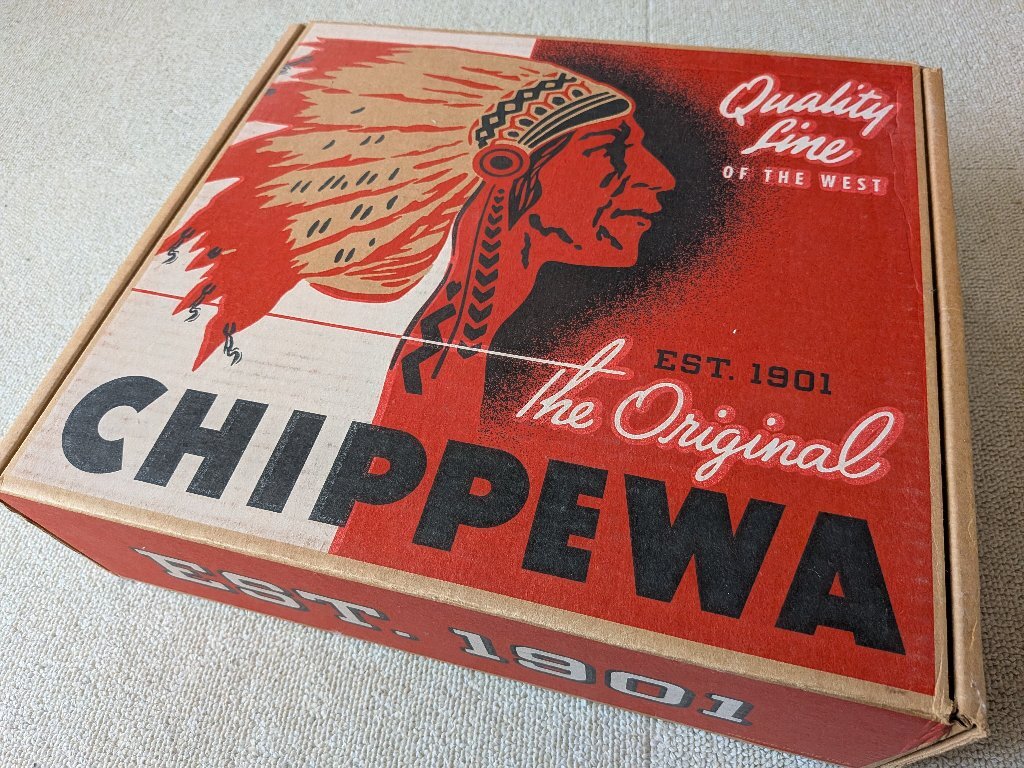 Quality
Line
OF THE WEST
EST. 1901
The Original
CHIPPEWA
EST. 1901